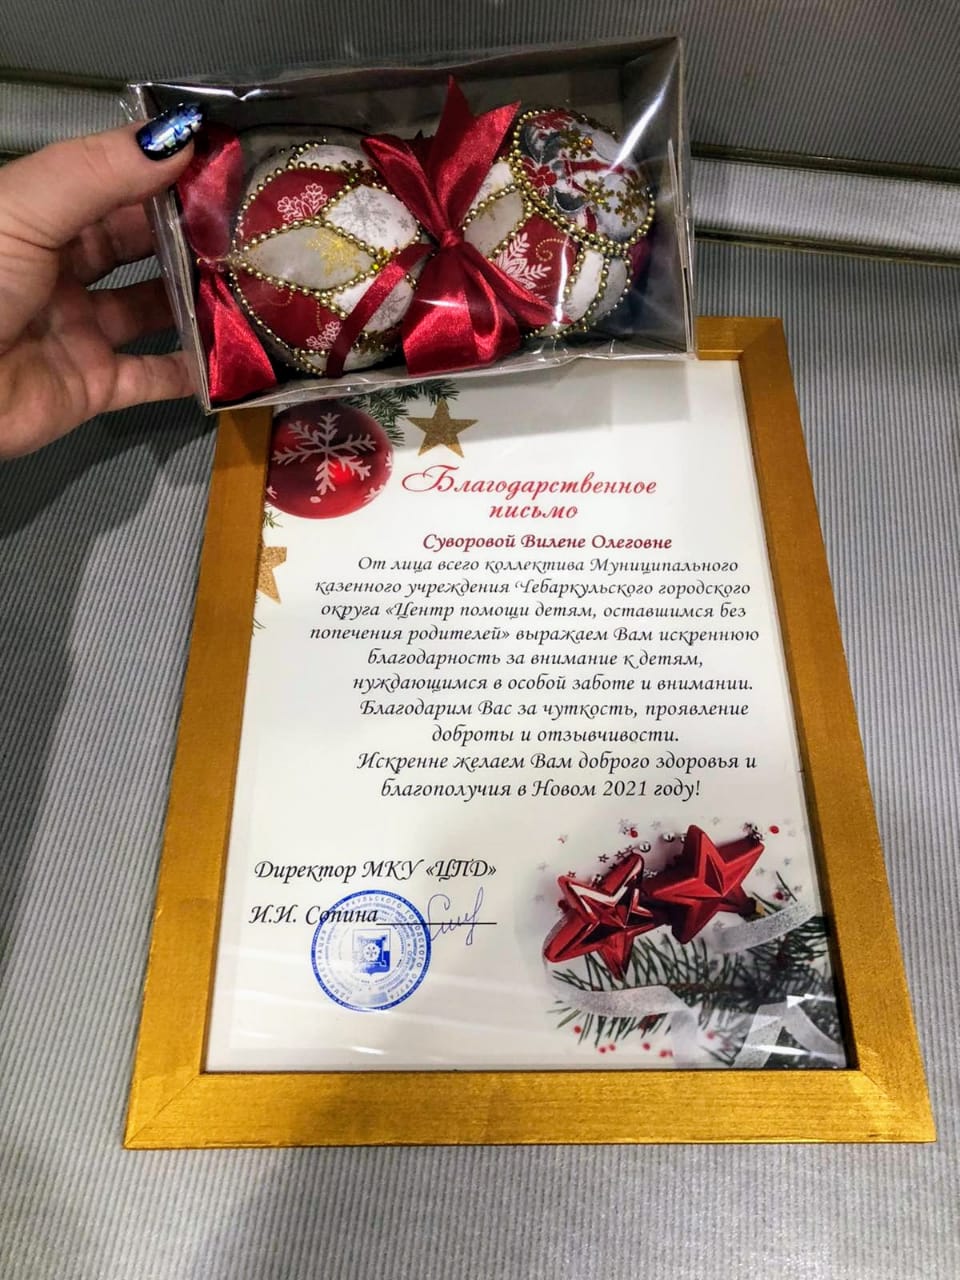 Благодарственное
письмо
Суворовой Вилене Олеговне
От лица всего коллектива Муниципального
казенного учреждения Чебаркульского городского
округа «Центр помощи детям, оставшимся без
попечения родителей» выражаем Вам искреннюю
благодарность за внимание к детям,
нуждающимся в особой заботе и внимании.
Благодарим Вас за чуткость, проявление
доброты и отзывчивости.
Искренне желаем Вам доброго здоровья и
благополучия в Новом 2021 году!
Директор МКУ «ЦПД»
И.И. Сопина